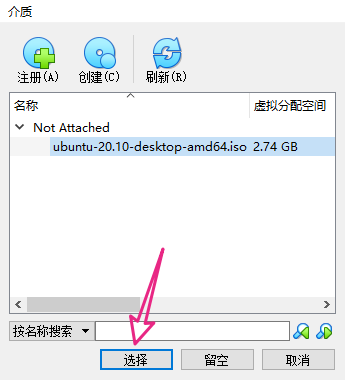 介质
注册(A) 创建(C) 刷新(R)
名称 虚拟分配空间
Not Attached
ubuntu-20.10-desktop-amd64.iso 2.74 GB
按名称搜索
选择 留空 取消